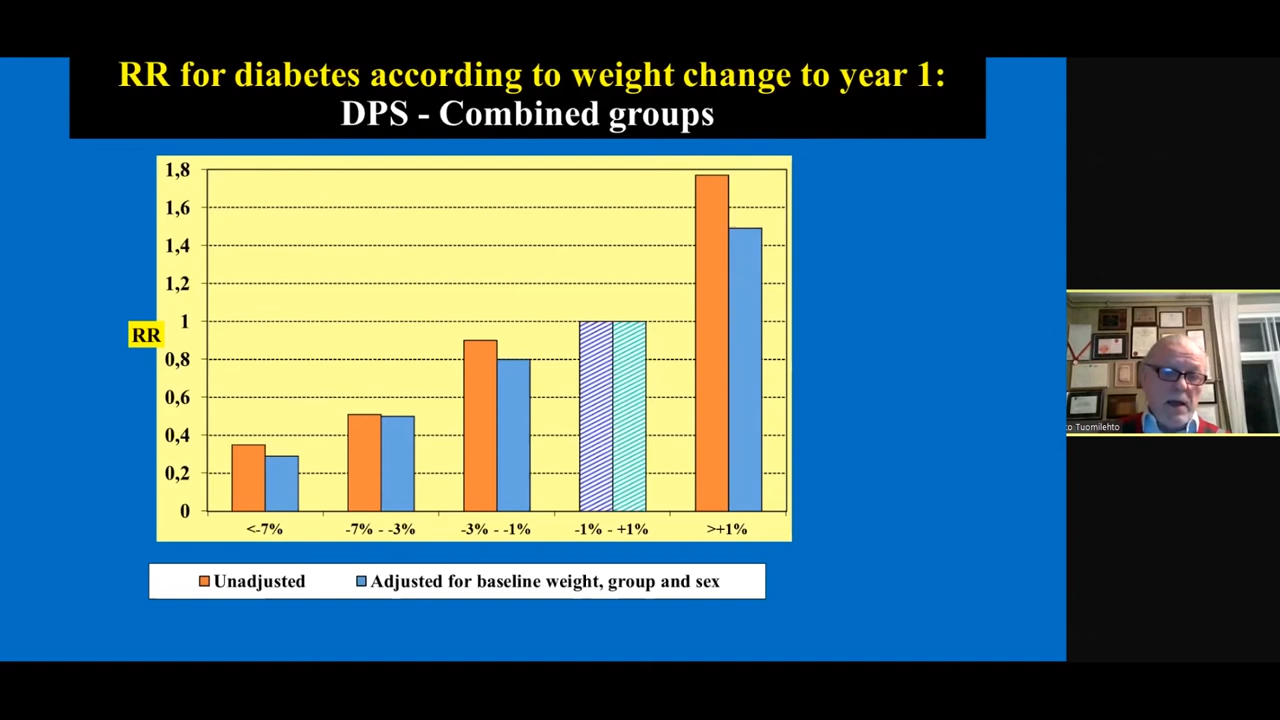 RR for diabetes according to weight change to year 1:
DPS - Combined groups
1,8
1,6
1,4
1,2
1
RR
0,8
0,6
0,4
0,2
0
<-7%
-7% - -3%
-3% - -1%
-1% - +1%
>+1%
Unadjusted
Adjusted for baseline weight, group and sex
Tuomilehto